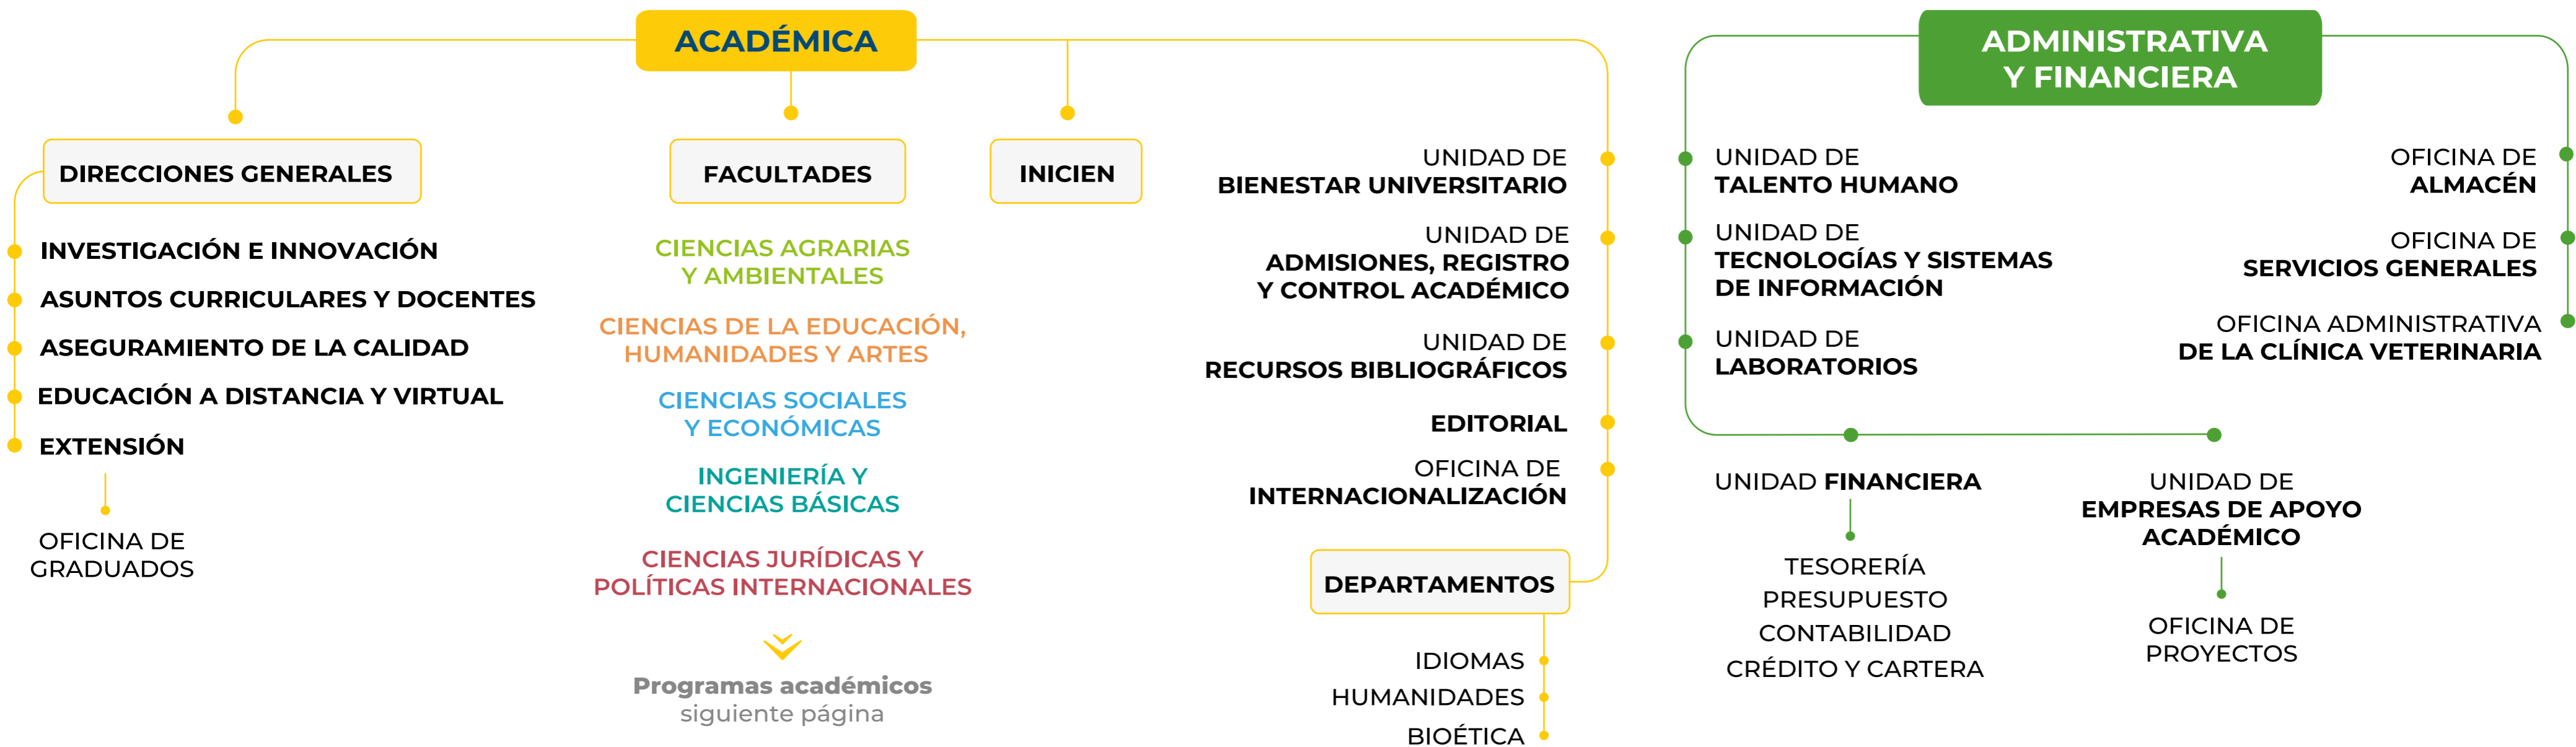 ACADÉMICA
DIRECCIONES GENERALES
INVESTIGACIÓN E INNOVACIÓN
ASUNTOS CURRICULARES Y DOCENTES
ASEGURAMIENTO DE LA CALIDAD
EDUCACIÓN A DISTANCIA Y VIRTUAL
EXTENSIÓN
OFICINA DE
GRADUADOS
FACULTADES
CIENCIAS AGRARIAS
Y AMBIENTALES
CIENCIAS DE LA EDUCACIÓN,
HUMANIDADES Y ARTES
CIENCIAS SOCIALES
Y ECONÓMICAS
INGENIERÍA Y
CIENCIAS BÁSICAS
CIENCIAS JURÍDICAS Y
POLÍTICAS INTERNACIONALES
Programas académicos
siguiente página
INICIEN
UNIDAD DE
BIENESTAR UNIVERSITARIO
UNIDAD DE
ADMISIONES, REGISTRO
Y CONTROL ACADÉMICO
UNIDAD DE
RECURSOS BIBLIOGRÁFICOS
EDITORIAL
OFICINA DE
INTERNACIONALIZACIÓN
DEPARTAMENTOS
IDIOMAS
HUMANIDADES
BIOÉTICA
ADMINISTRATIVA
Y FINANCIERA
UNIDAD DE
TALENTO HUMANO
UNIDAD DE
TECNOLOGÍAS Y SISTEMAS
DE INFORMACIÓN
UNIDAD DE
LABORATORIOS
OFICINA DE
ALMACÉN
OFICINA DE
SERVICIOS GENERALES
OFICINA ADMINISTRATIVA
DE LA CLÍNICA VETERINARIA
UNIDAD FINANCIERA
TESORERÍA
PRESUPUESTO
CONTABILIDAD
CRÉDITO Y CARTERA
UNIDAD DE
EMPRESAS DE APOYO
ACADÉMICO
OFICINA DE
PROYECTOS